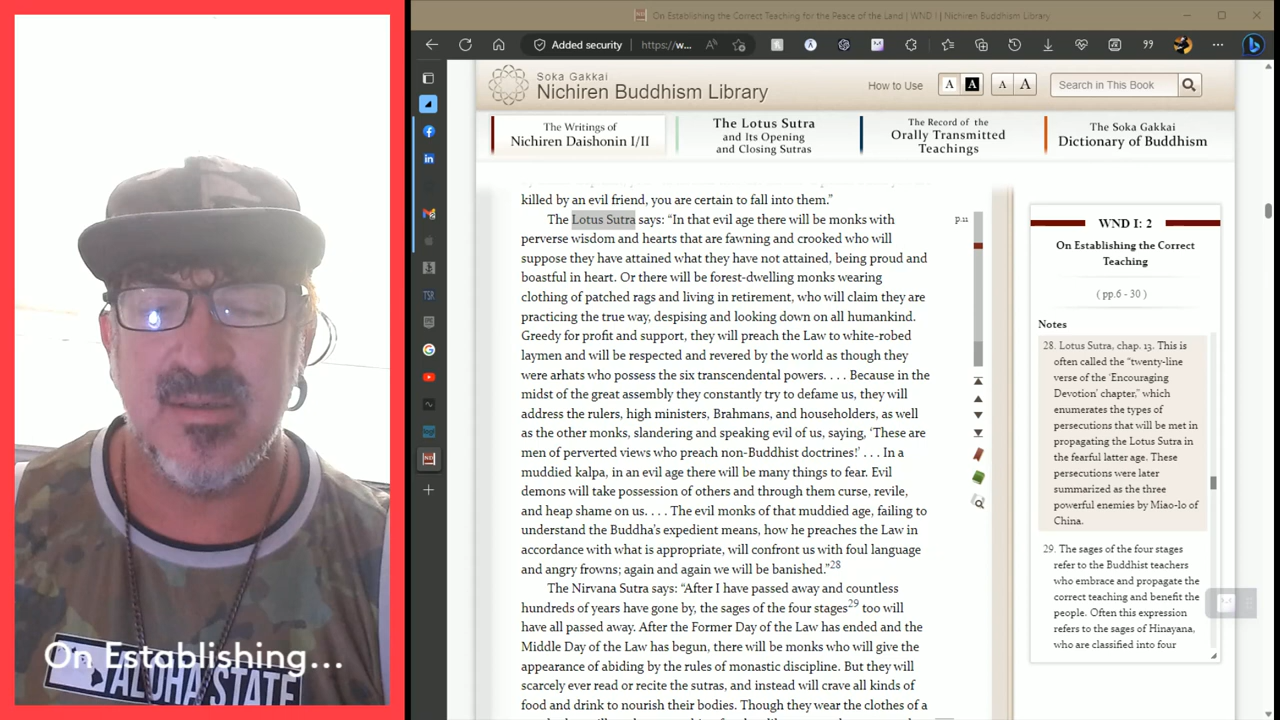 On Establishing the Correct Teaching for the Peace of the Land | WND I | Nichiren Buddhism Library
Added security
https://w...
Soka Gakkai
Nichiren Buddhism Library
How to Use
A
A
A
A
Search in This Book
The Writings of
Nichiren Daishonin I/II
The Lotus Sutra
and Its Opening
and Closing Sutras
The Record of the
Orally Transmitted
Teachings
The Soka Gakkai
Dictionary of Buddhism
killed by an evil friend, you are certain to fall into them.”
The Lotus Sutra says: “In that evil age there will be monks with
perverse wisdom and hearts that are fawning and crooked who will
suppose they have attained what they have not attained, being proud and
boastful in heart. Or there will be forest-dwelling monks wearing
clothing of patched rags and living in retirement, who will claim they are
practicing the true way, despising and looking down on all humankind.
Greedy for profit and support, they will preach the Law to white-robed
laymen and will be respected and revered by the world as though they
were arhats who possess the six transcendental powers. . . . Because in the
midst of the great assembly they constantly try to defame us, they will
address the rulers, high ministers, Brahmans, and householders, as well
as the other monks, slandering and speaking evil of us, saying, ‘These are
men of perverted views who preach non-Buddhist doctrines!’ . . . In a
muddied kalpa, in an evil age there will be many things to fear. Evil
demons will take possession of others and through them curse, revile,
and heap shame on us. . . . The evil monks of that muddied age, failing to
understand the Buddha’s expedient means, how he preaches the Law in
accordance with what is appropriate, will confront us with foul language
and angry frowns; again and again we will be banished.”28
The Nirvana Sutra says: “After I have passed away and countless
hundreds of years have gone by, the sages of the four stages29 too will
have all passed away. After the Former Day of the Law has ended and the
Middle Day of the Law has begun, there will be monks who will give the
appearance of abiding by the rules of monastic discipline. But they will
scarcely ever read or recite the sutras, and instead will crave all kinds of
food and drink to nourish their bodies. Though they wear the clothes of a
p.11
WND I: 2
On Establishing the Correct
Teaching
( pp.6 - 30 )
Notes
28. Lotus Sutra, chap. 13. This is
often called the “twenty-line
verse of the ‘Encouraging
Devotion’ chapter,” which
enumerates the types of
persecutions that will be met in
propagating the Lotus Sutra in
the fearful latter age. These
persecutions were later
summarized as the three
powerful enemies by Miao-lo of
China.
29. The sages of the four stages
refer to the Buddhist teachers
who embrace and propagate the
correct teaching and benefit the
people. Often this expression
refers to the sages of Hinayana,
who are classified into four
TSR
On Establishing...
ALOHA STATE